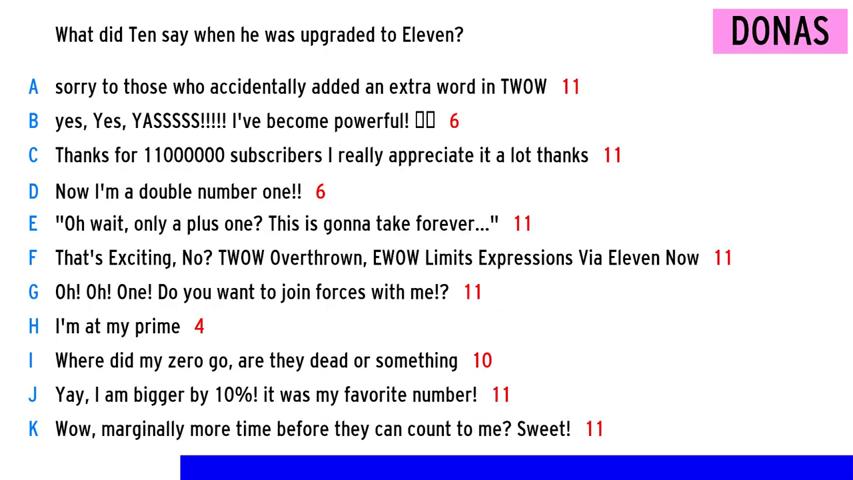 What did Ten say when he was upgraded to Eleven?
DONAS
A sorry to those who accidentally added an extra word in TWOW 11
B yes, Yes, YASSSSS!!!!! I've become powerful! 6
C Thanks for 11000000 subscribers I really appreciate it a lot thanks 11
D Now I'm a double number one!! 6
E "Oh wait, only a plus one? This is gonna take forever..." 11
F That's Exciting, No? TWOW Overthrown, EWOW Limits Expressions Via Eleven Now 11
G Oh! Oh! One! Do you want to join forces with me!? 11
H I'm at my prime 4
I Where did my zero go, are they dead or something 10
J Yay, I am bigger by 10%! it was my favorite number! 11
K Wow, marginally more time before they can count to me? Sweet! 11